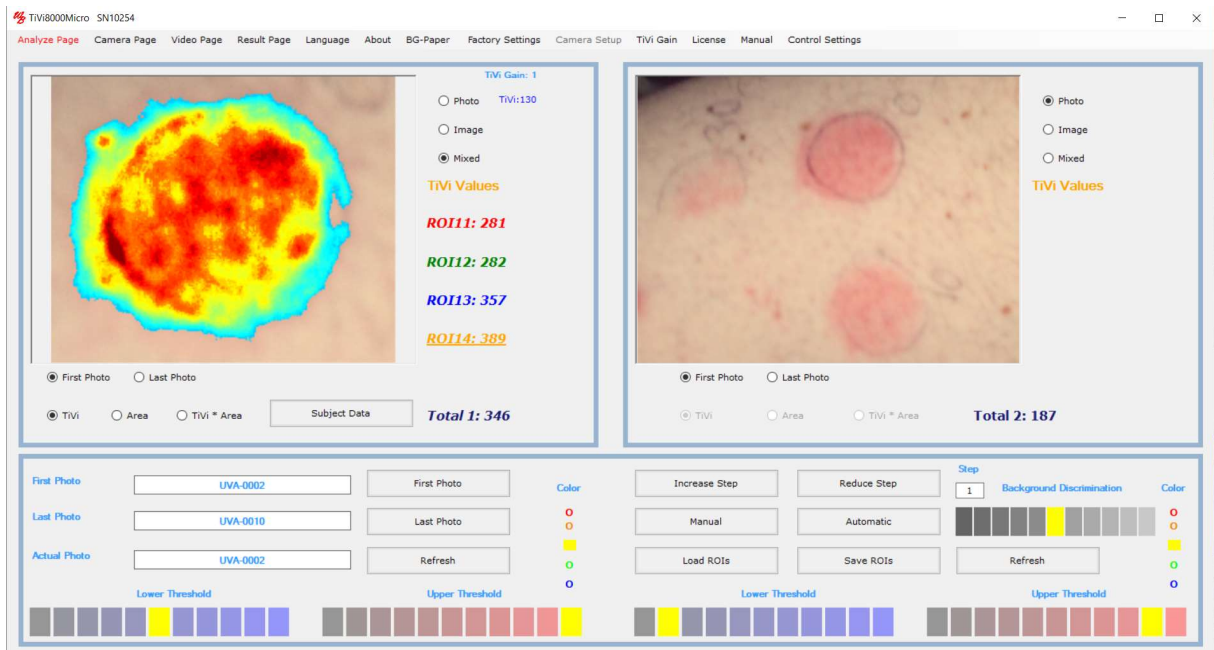 TiVi8000Micro SN10254
Analyze Page Camera Page Video Page Result Page Language About BG-Paper Factory Settings Camera Setup TiVi Gain License Manual Control Settings
TiVi Gain: 1
Photo TiVi:130
Image
Mixed
TiVi Values
ROI11: 281
ROI12: 282
ROI13: 357
ROI14: 389
First Photo Last Photo
TiVi Area TiVi * Area Subject Data Total 1: 346
Photo
Image
Mixed
TiVi Values
First Photo Last Photo
TiVi Area TiVi * Area Total 2: 187
First Photo UVA-0002 First Photo Color
Last Photo UVA-0010 Last Photo
Actual Photo UVA-0002 Refresh
Lower Threshold Upper Threshold
Increase Step Reduce Step Step 1 Background Discrimination Color
Manual Automatic
Load ROIs Save ROIs Refresh
Lower Threshold Upper Threshold